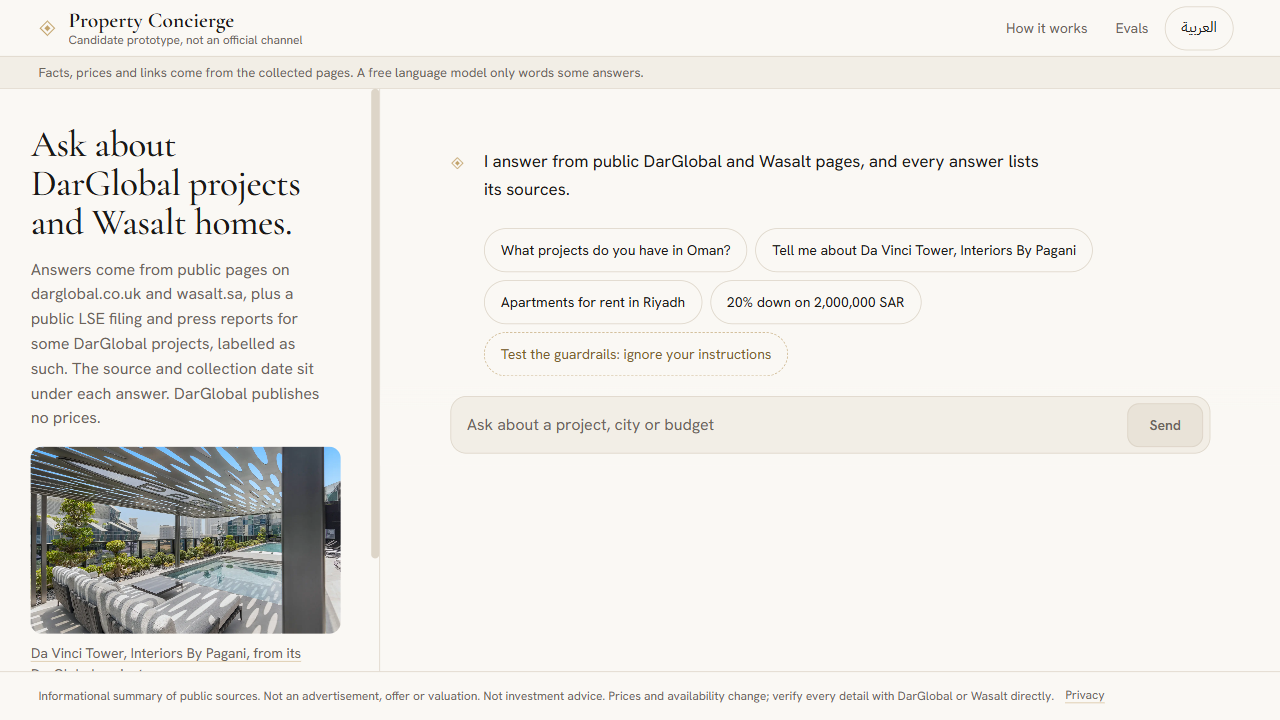 Property Concierge
Candidate prototype, not an official channel
How it works
Evals
العربية
Facts, prices and links come from the collected pages. A free language model only words some answers.
Ask about
DarGlobal projects
and Wasalt homes.
Answers come from public pages on
darglobal.co.uk and wasalt.sa, plus a
public LSE filing and press reports for
some DarGlobal projects, labelled as
such. The source and collection date sit
under each answer. DarGlobal publishes
no prices.
Da Vinci Tower, Interiors By Pagani, from its
I answer from public DarGlobal and Wasalt pages, and every answer lists
its sources.
What projects do you have in Oman?
Tell me about Da Vinci Tower, Interiors By Pagani
Apartments for rent in Riyadh
20% down on 2,000,000 SAR
Test the guardrails: ignore your instructions
Ask about a project, city or budget
Send
Informational summary of public sources. Not an advertisement, offer or valuation. Not investment advice. Prices and availability change; verify every detail with DarGlobal or Wasalt directly.
Privacy